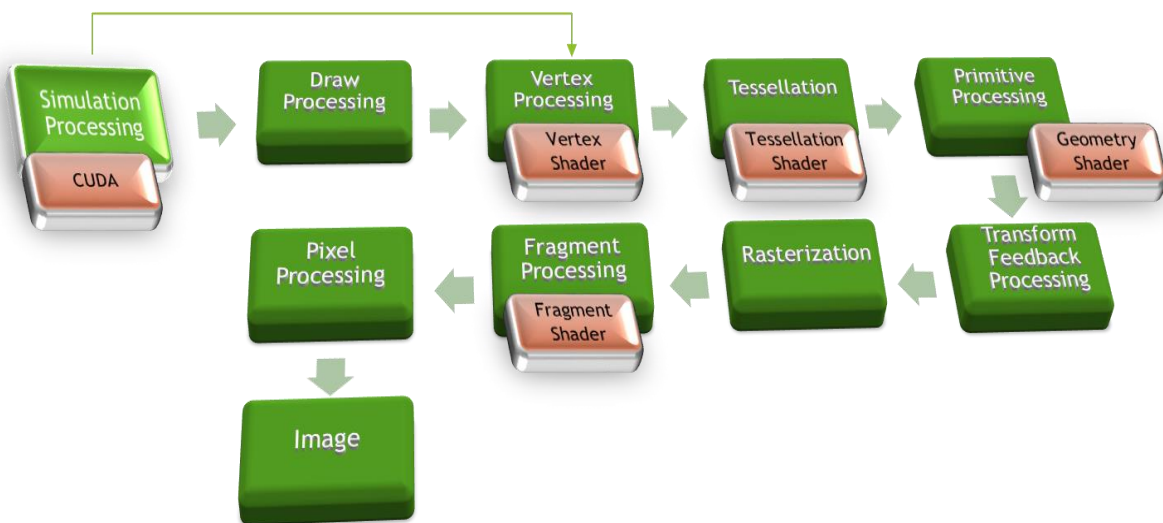 Simulation
Processing
CUDA
Draw
Processing
Vertex
Processing
Vertex
Shader
Tessellation
Tessellation
Shader
Primitive
Processing
Geometry
Shader
Transform
Feedback
Processing
Rasterization
Fragment
Processing
Fragment
Shader
Pixel
Processing
Image